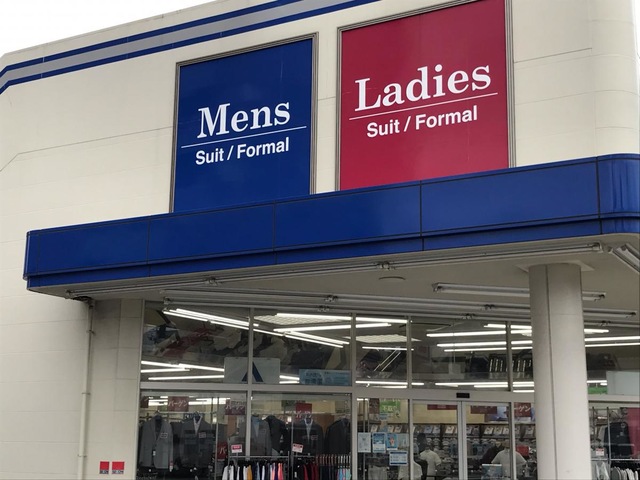 Mens
Suit / Formal
Ladies
Suit / Formal